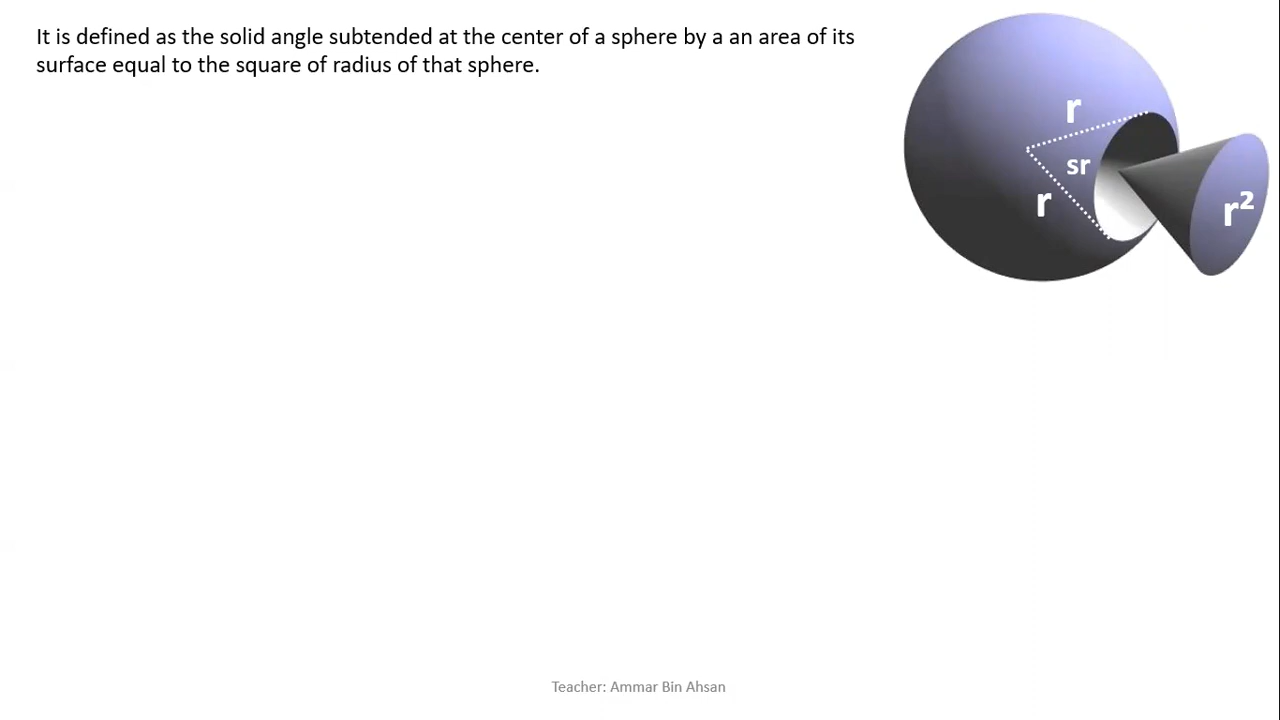 It is defined as the solid angle subtended at the center of a sphere by a an area of its
surface equal to the square of radius of that sphere.
r
sr
r
r²
Teacher: Ammar Bin Ahsan